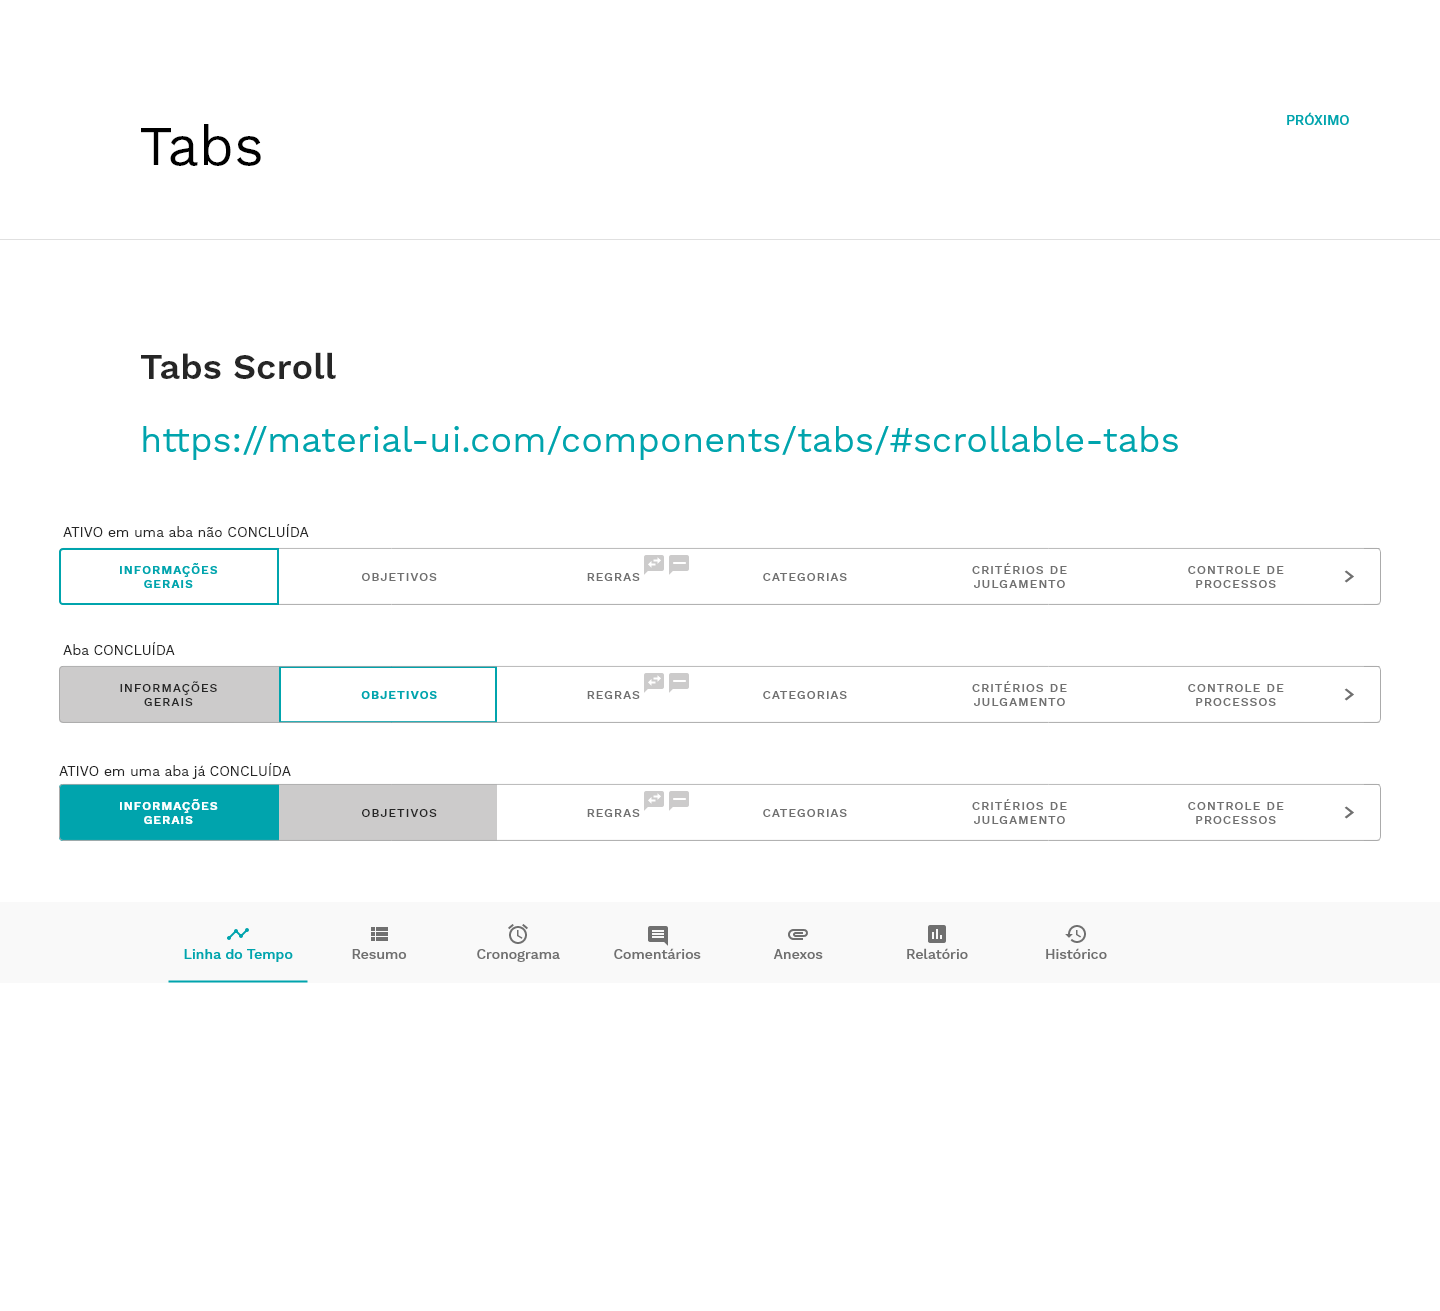 Tabs
PRÓXIMO
Tabs Scroll
https://material-ui.com/components/tabs/#scrollable-tabs
ATIVO em uma aba não CONCLUÍDA
INFORMAÇÕES
GERAIS
OBJETIVOS
REGRAS
CATEGORIAS
CRITÉRIOS DE
JULGAMENTO
CONTROLE DE
PROCESSOS
Aba CONCLUÍDA
INFORMAÇÕES
GERAIS
OBJETIVOS
REGRAS
CATEGORIAS
CRITÉRIOS DE
JULGAMENTO
CONTROLE DE
PROCESSOS
ATIVO em uma aba já CONCLUÍDA
INFORMAÇÕES
GERAIS
OBJETIVOS
REGRAS
CATEGORIAS
CRITÉRIOS DE
JULGAMENTO
CONTROLE DE
PROCESSOS
Linha do Tempo
Resumo
Cronograma
Comentários
Anexos
Relatório
Histórico